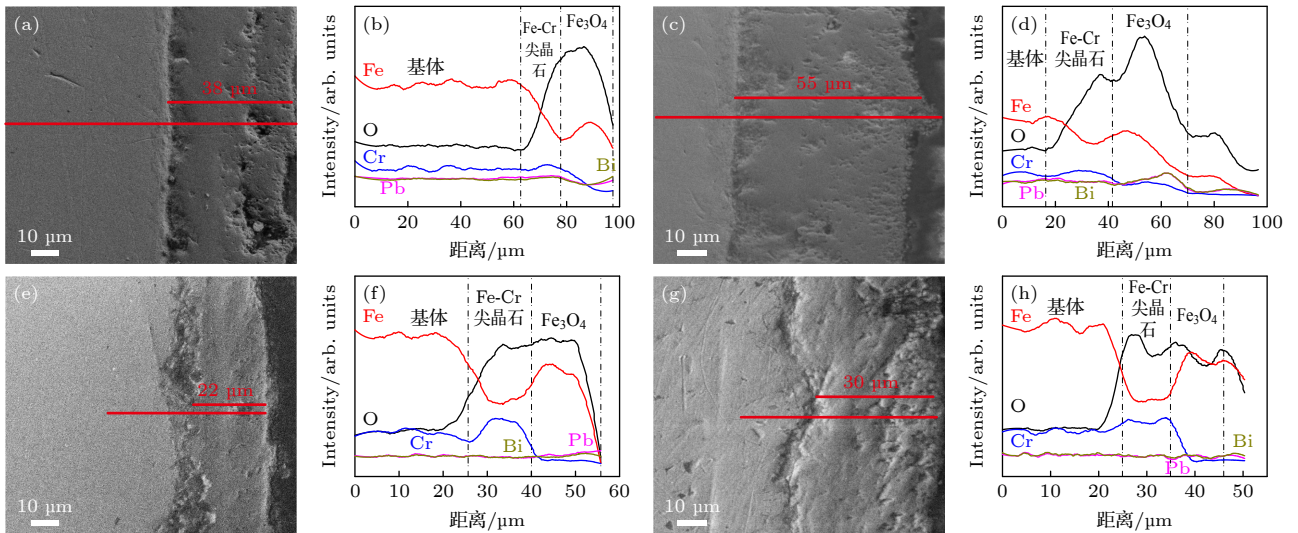 (a)
38 µm
10 µm
(b)
Intensity/arb. units
Fe-Cr
尖晶
石
Fe₃O₄
基体
Fe
O
Cr
Pb
Bi
0 20 40 60 80 100
距离/µm
(c)
55 µm
10 µm
(d)
Intensity/arb. units
Fe-Cr
尖晶石
Fe₃O₄
基体
Fe
O
Cr
Pb
Bi
0 20 40 60 80 100
距离/µm
(e)
22 µm
10 µm
(f)
Intensity/arb. units
Fe-Cr
尖晶石
Fe₃O₄
基体
Fe
O
Cr
Bi
Pb
0 10 20 30 40 50 60
距离/µm
(g)
30 µm
10 µm
(h)
Intensity/arb. units
Fe-Cr
尖晶
石
Fe₃O₄
基体
Fe
O
Cr
Pb
Bi
0 10 20 30 40 50
距离/µm